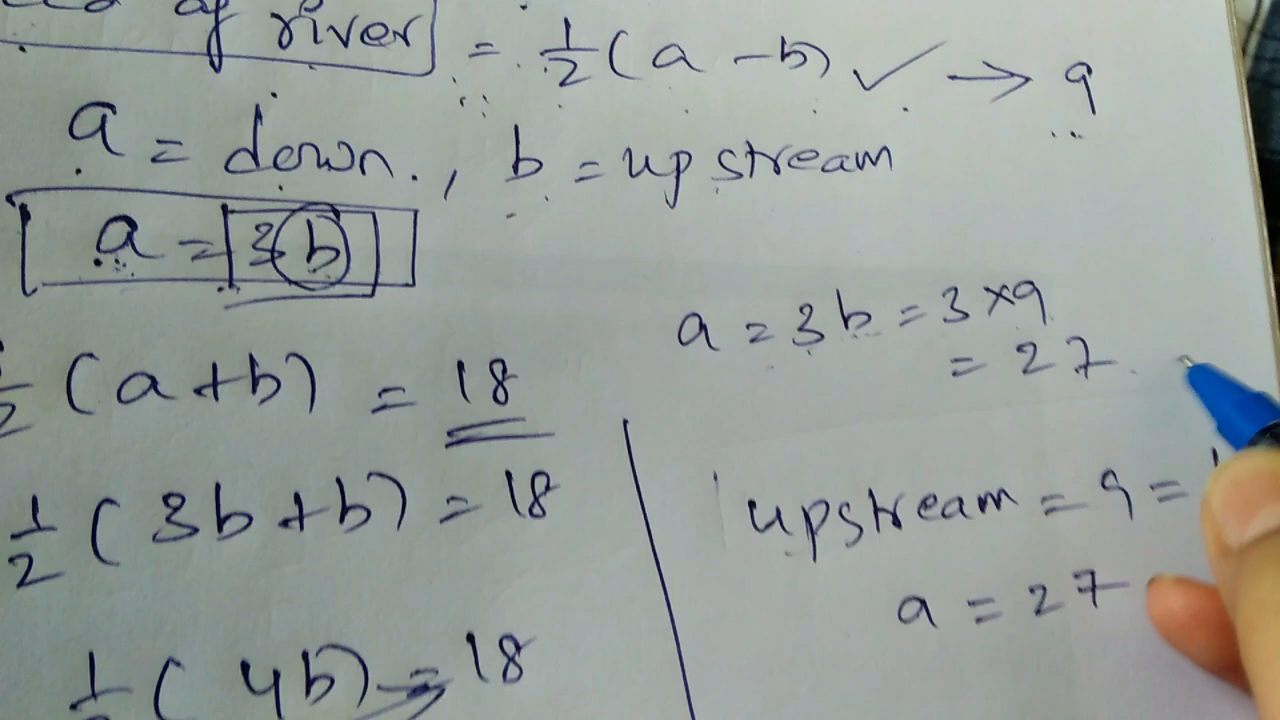 of river = 1/2 (a - b) ✓ → 9
a = down., b = upstream
a = 3b
a = 3b = 3×9
= 27.
1/2 (a+b) = 18
1/2 (3b+b) = 18
1/2 (4b) = 18
upstream = 9 =
a = 27